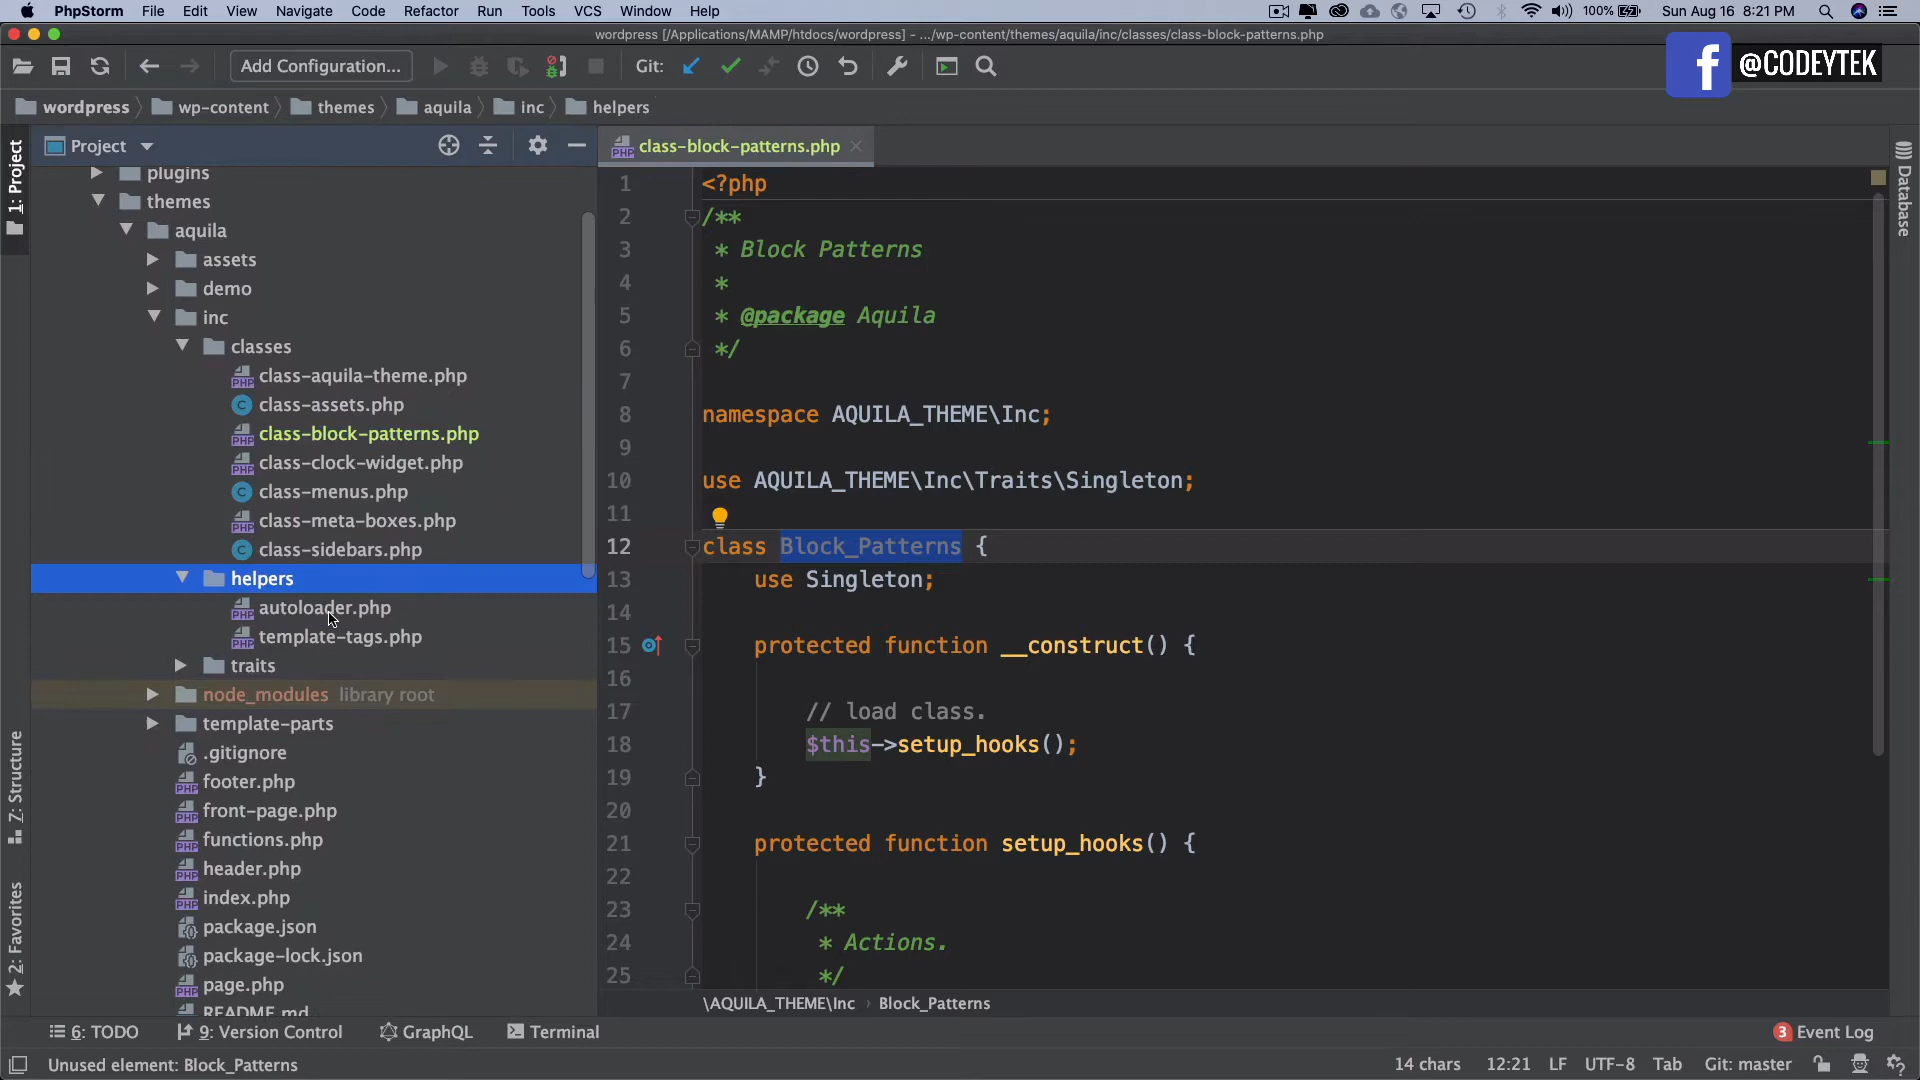 PhpStorm File Edit View Navigate Code Refactor Run Tools VCS Window Help 100% Sun Aug 16 8:21 PM
wordpress [/Applications/MAMP/htdocs/wordpress] - .../wp-content/themes/aquila/inc/classes/class-block-patterns.php
Add Configuration... Git:
f @CODEYTEK
wordpress wp-content themes aquila inc helpers
Project
class-block-patterns.php
1: Project
Z: Structure
2: Favorites
Database
plugins
themes
aquila
assets
demo
inc
classes
class-aquila-theme.php
class-assets.php
class-block-patterns.php
class-clock-widget.php
class-menus.php
class-meta-boxes.php
class-sidebars.php
helpers
autoloader.php
template-tags.php
traits
node_modules library root
template-parts
.gitignore
footer.php
front-page.php
functions.php
header.php
index.php
package.json
package-lock.json
page.php
README.md
1 <?php
2 /**
3 * Block Patterns
4 *
5 * @package Aquila
6 */
7
8 namespace AQUILA_THEME\Inc;
9
10 use AQUILA_THEME\Inc\Traits\Singleton;
11
12 class Block_Patterns {
13 use Singleton;
14
15 protected function __construct() {
16
17 // load class.
18 $this->setup_hooks();
19 }
20
21 protected function setup_hooks() {
22
23 /**
24 * Actions.
25 */
\AQUILA_THEME\Inc › Block_Patterns
6: TODO 9: Version Control GraphQL Terminal 3 Event Log
Unused element: Block_Patterns 14 chars 12:21 LF UTF-8 Tab Git: master